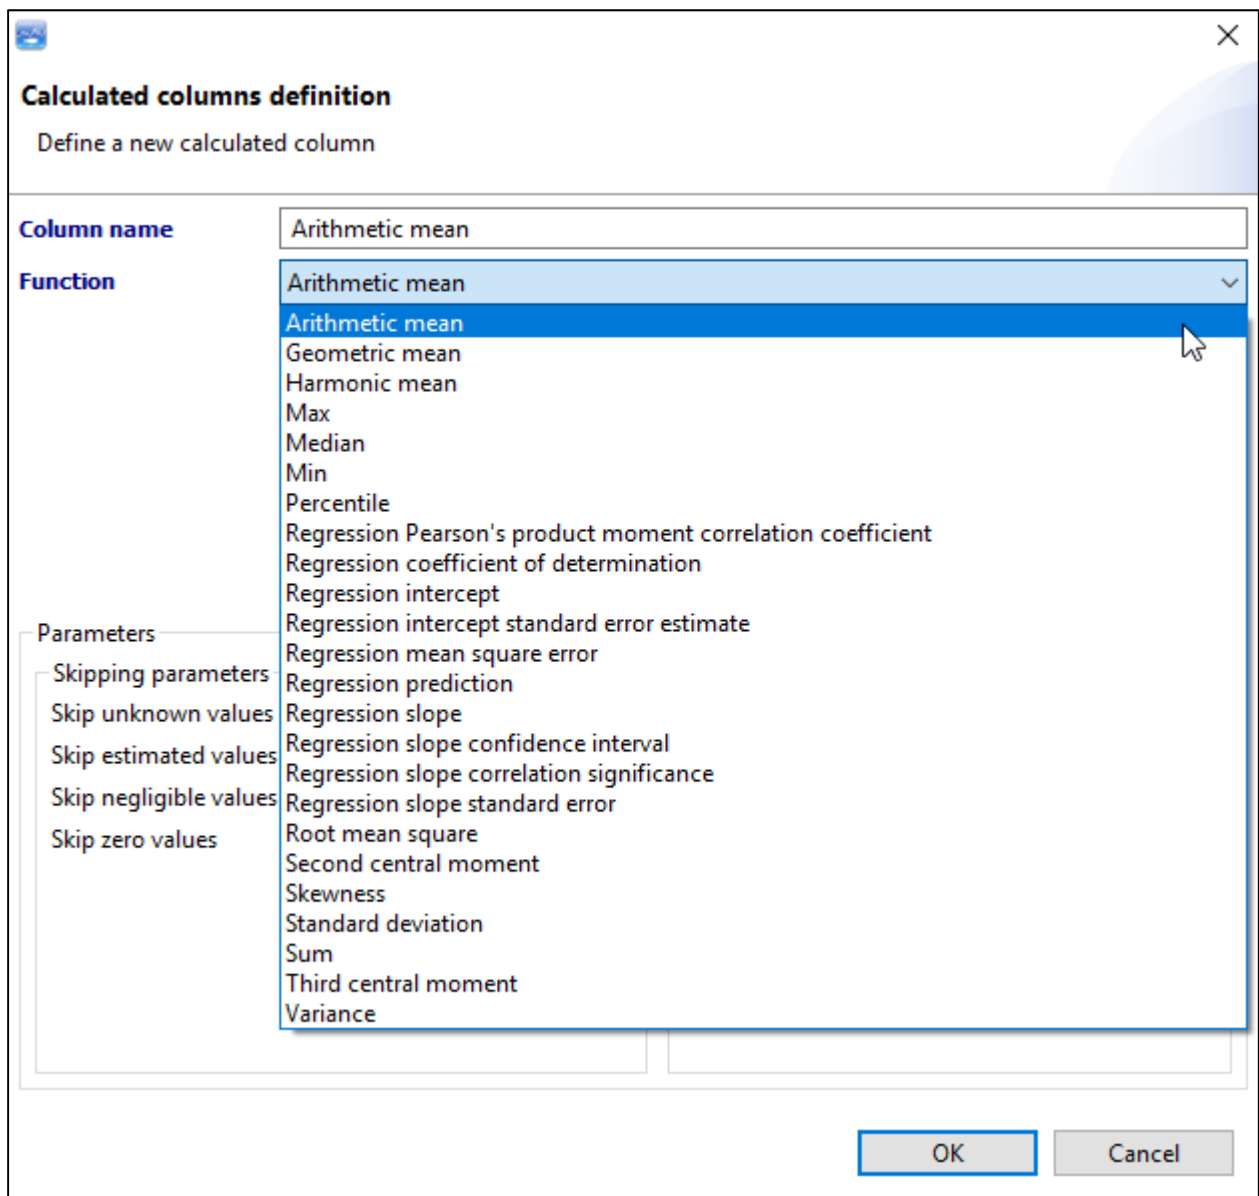 Calculated columns definition
Define a new calculated column
Column name Arithmetic mean
Function Arithmetic mean
Arithmetic mean
Geometric mean
Harmonic mean
Max
Median
Min
Percentile
Regression Pearson's product moment correlation coefficient
Regression coefficient of determination
Regression intercept
Regression intercept standard error estimate
Regression mean square error
Regression prediction
Regression slope
Regression slope confidence interval
Regression slope correlation significance
Regression slope standard error
Root mean square
Second central moment
Skewness
Standard deviation
Sum
Third central moment
Variance
Parameters
Skipping parameters
Skip unknown values
Skip estimated values
Skip negligible values
Skip zero values
OK Cancel